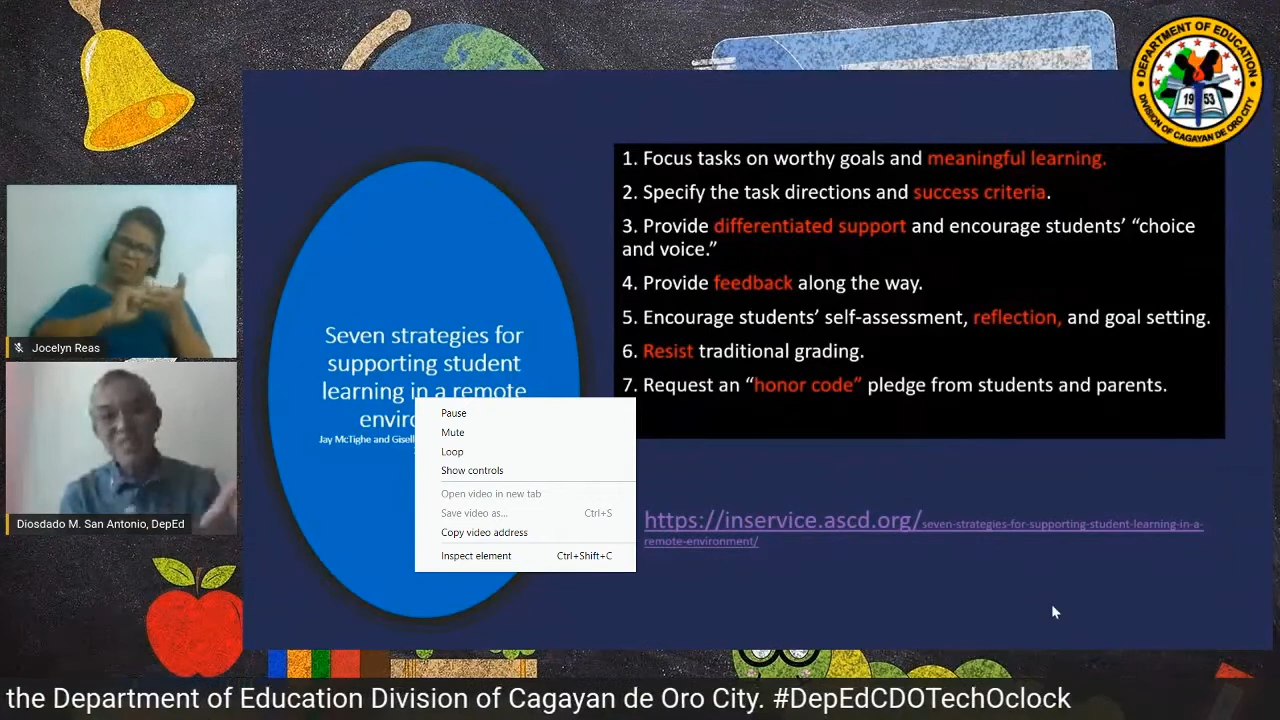 DEPARTMENT OF EDUCATION
1953
DIVISION OF CAGAYAN DE ORO CITY
1. Focus tasks on worthy goals and meaningful learning.
2. Specify the task directions and success criteria.
3. Provide differentiated support and encourage students’ “choice
and voice.”
4. Provide feedback along the way.
5. Encourage students’ self-assessment, reflection, and goal setting.
6. Resist traditional grading.
7. Request an “honor code” pledge from students and parents.
Seven strategies for
supporting student
learning in a remote
Jay McTighe and
Pause
Mute
Loop
Show controls
Open video in new tab
Save video as... Ctrl+S
Copy video address
Inspect element Ctrl+Shift+C
https://inservice.ascd.org/seven-strategies-for-supporting-student-learning-in-a-
remote-environment/
Jocelyn Reas
Diosdado M. San Antonio, DepEd
the Department of Education Division of Cagayan de Oro City. #DepEdCDOTechOclock